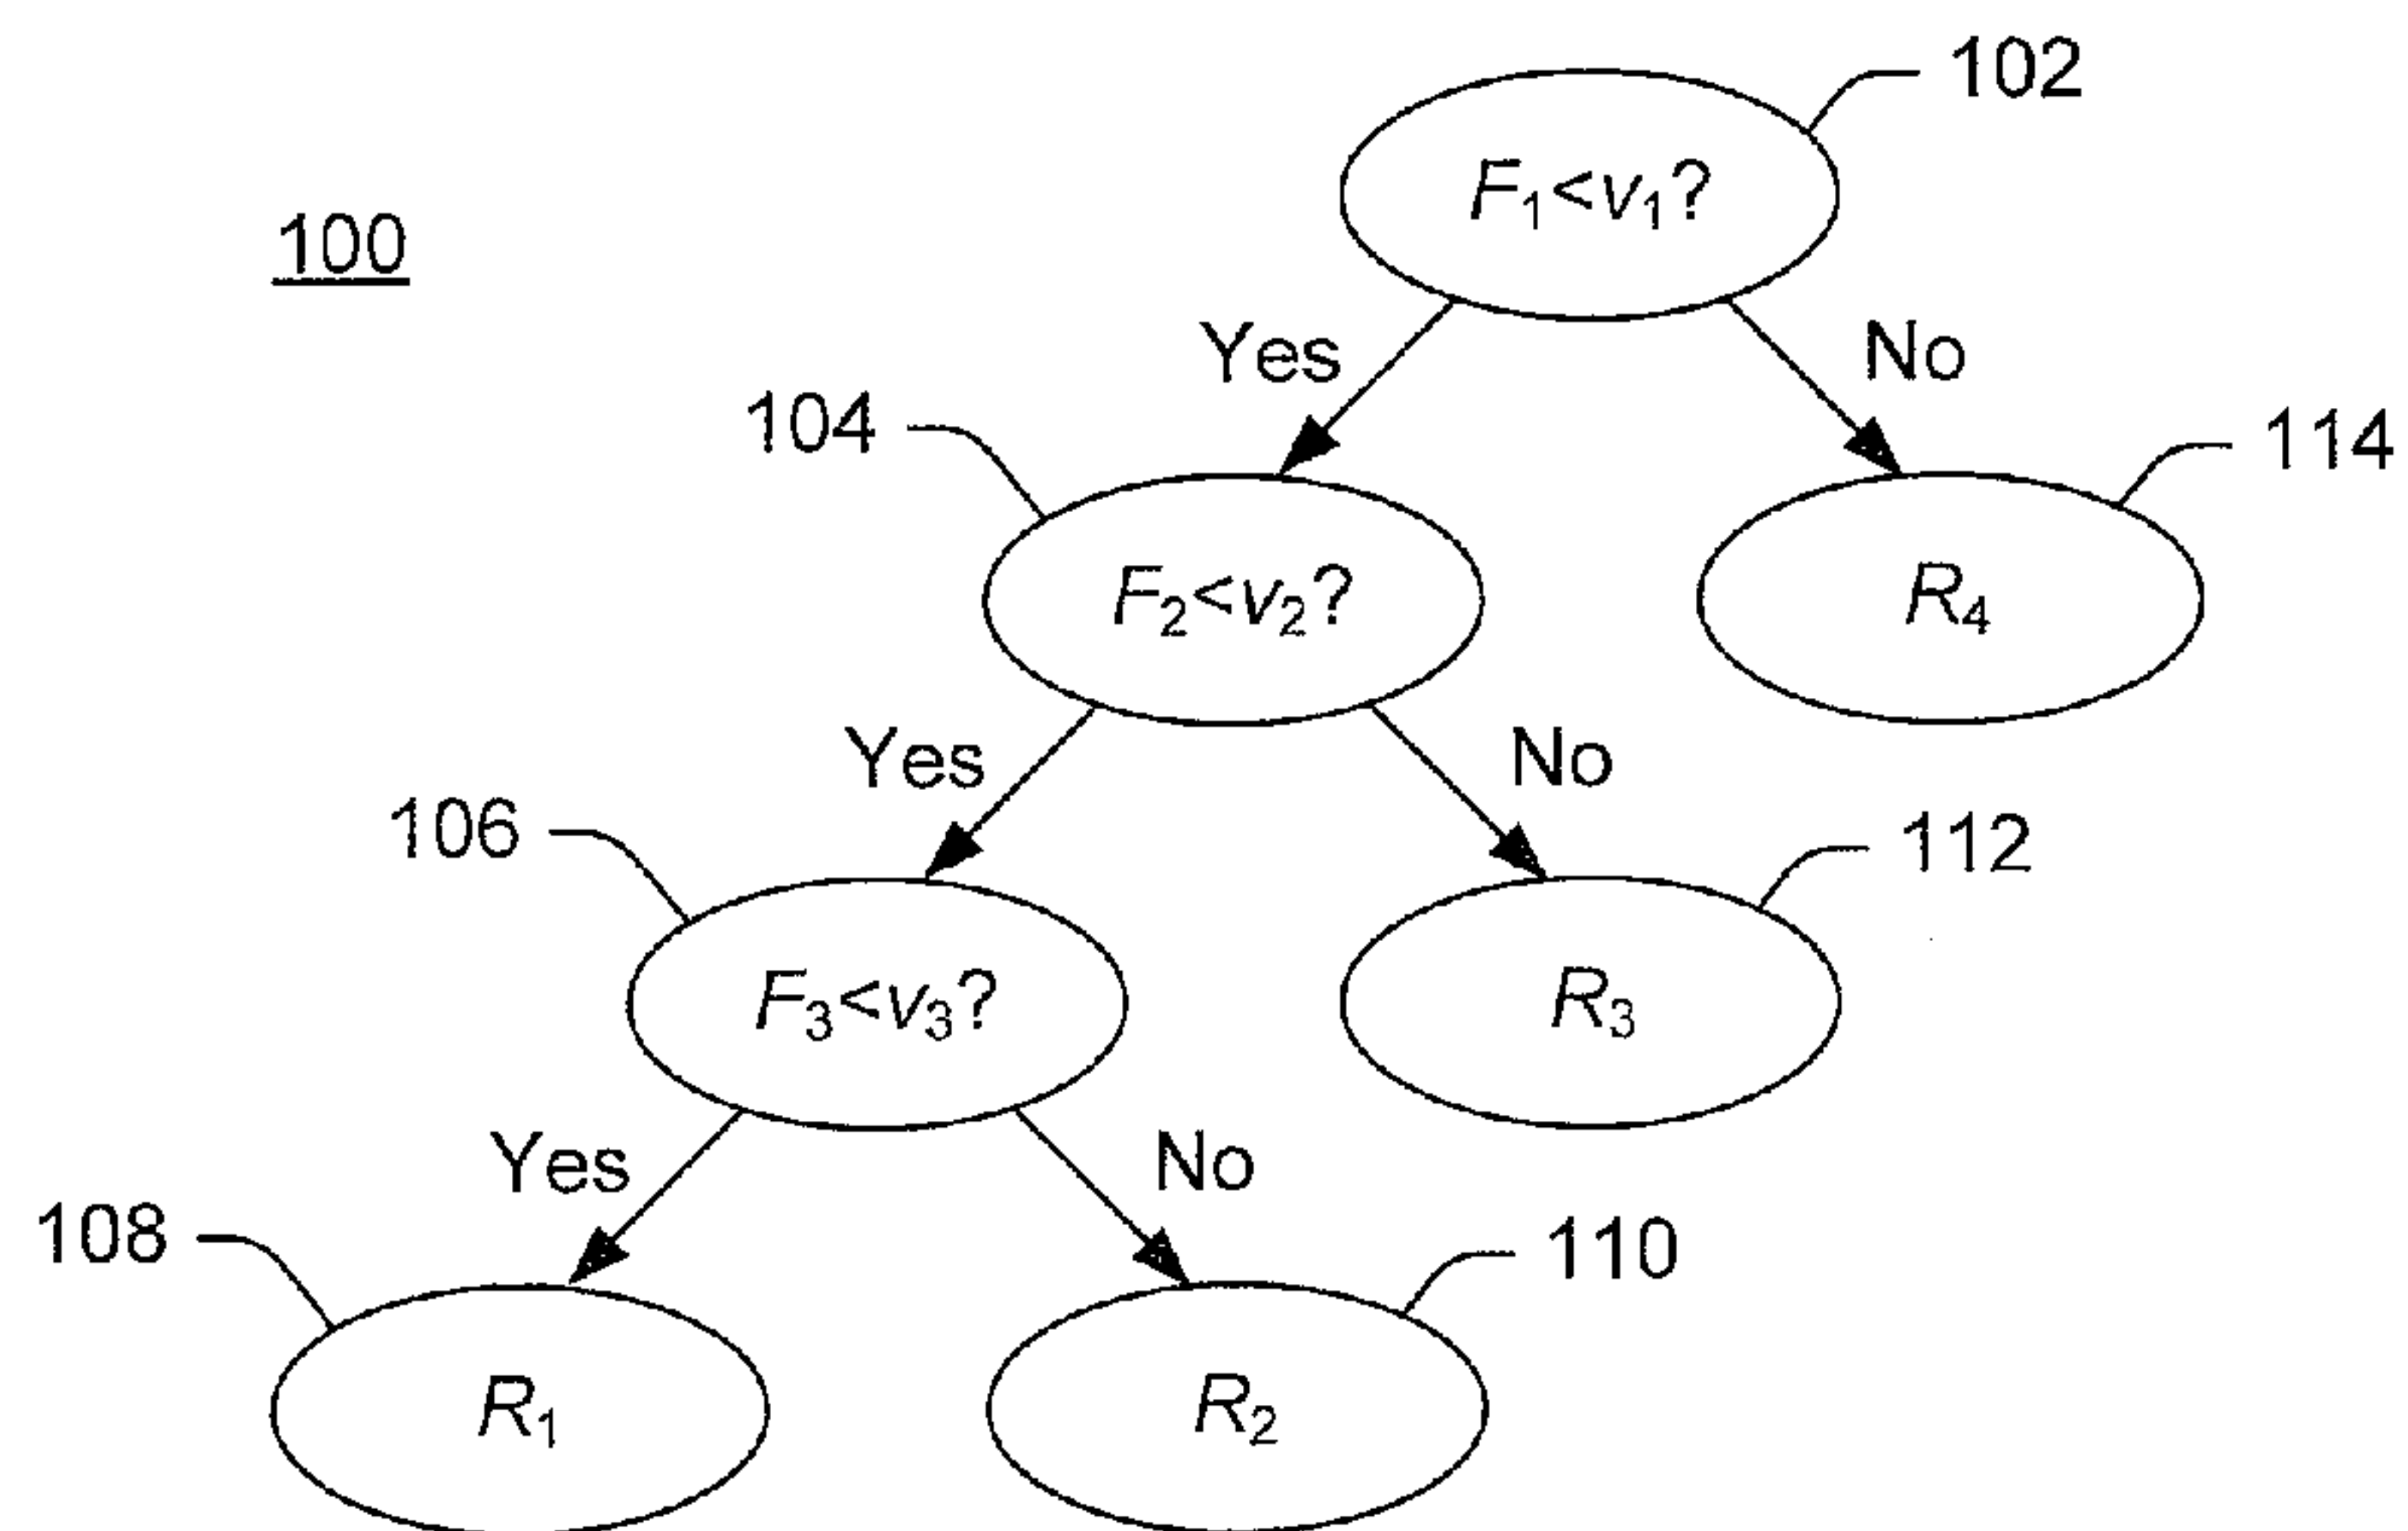 102
F1<v1?
100
Yes
No
104
114
F2<v2?
R4
Yes
No
106
112
F3<v3?
R3
Yes
No
108
110
R1
R2